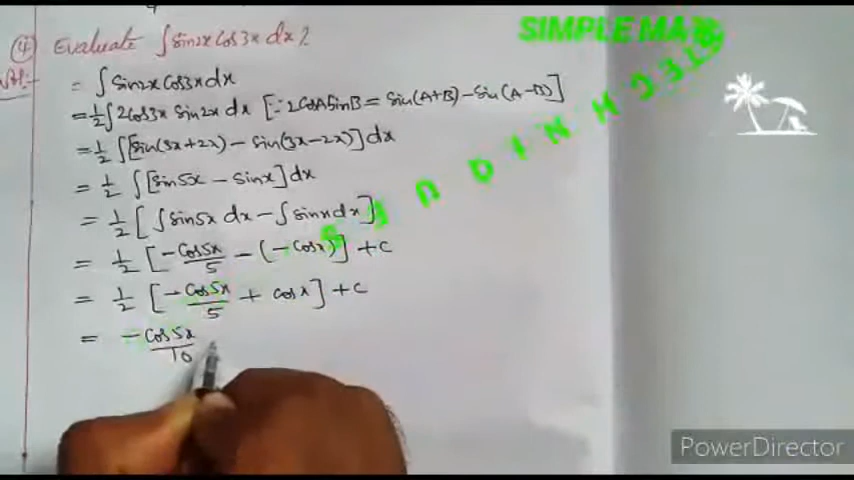 SIMPLE MA
④ Evaluate ∫sin2x cos3x dx?
= ∫ sin2x cos3x dx
= 1/2 ∫ 2cos3x sin2x dx [∵ 2cosA sinB = sin(A+B) - sin(A-B)]
= 1/2 ∫ [sin(3x+2x) - sin(3x-2x)] dx
= 1/2 ∫ [sin5x - sinx] dx
= 1/2 [∫ sin5x dx - ∫ sinx dx]
= 1/2 [-cos5x/5 - (-cosx)] + c
= 1/2 [-cos5x/5 + cosx] + c
= -cos5x/10
PowerDirector